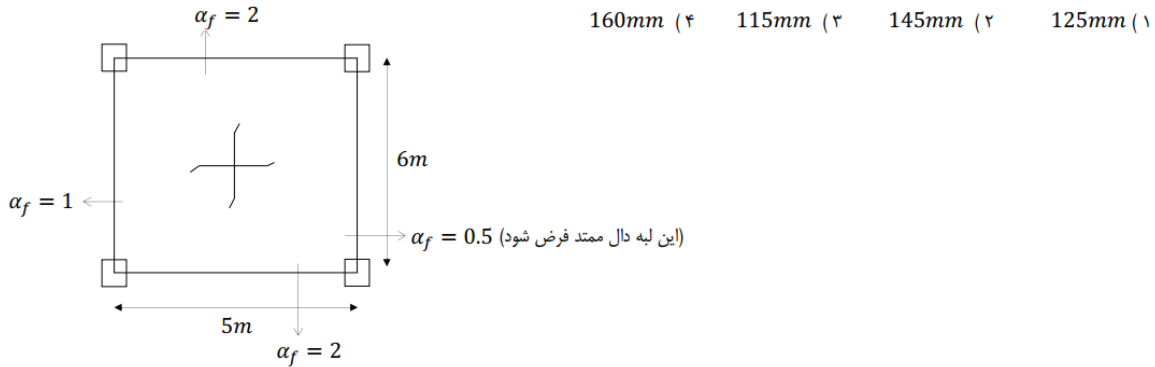 ۱) 125mm ۲) 145mm ۳) 115mm ۴) 160mm
α_f = 2
6m
α_f = 1
α_f = 0.5 (این لبه دال ممتد فرض شود)
5m
α_f = 2